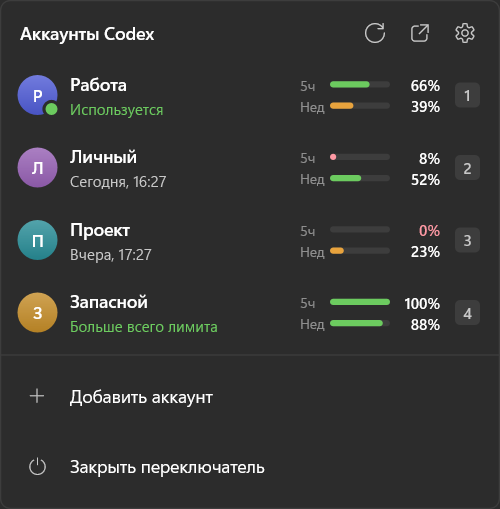 Аккаунты Codex
Р Работа 5ч 66% 1
Используется Нед 39%
Л Личный 5ч 8% 2
Сегодня, 16:27 Нед 52%
П Проект 5ч 0% 3
Вчера, 17:27 Нед 23%
З Запасной 5ч 100% 4
Больше всего лимита Нед 88%
Добавить аккаунт
Закрыть переключатель